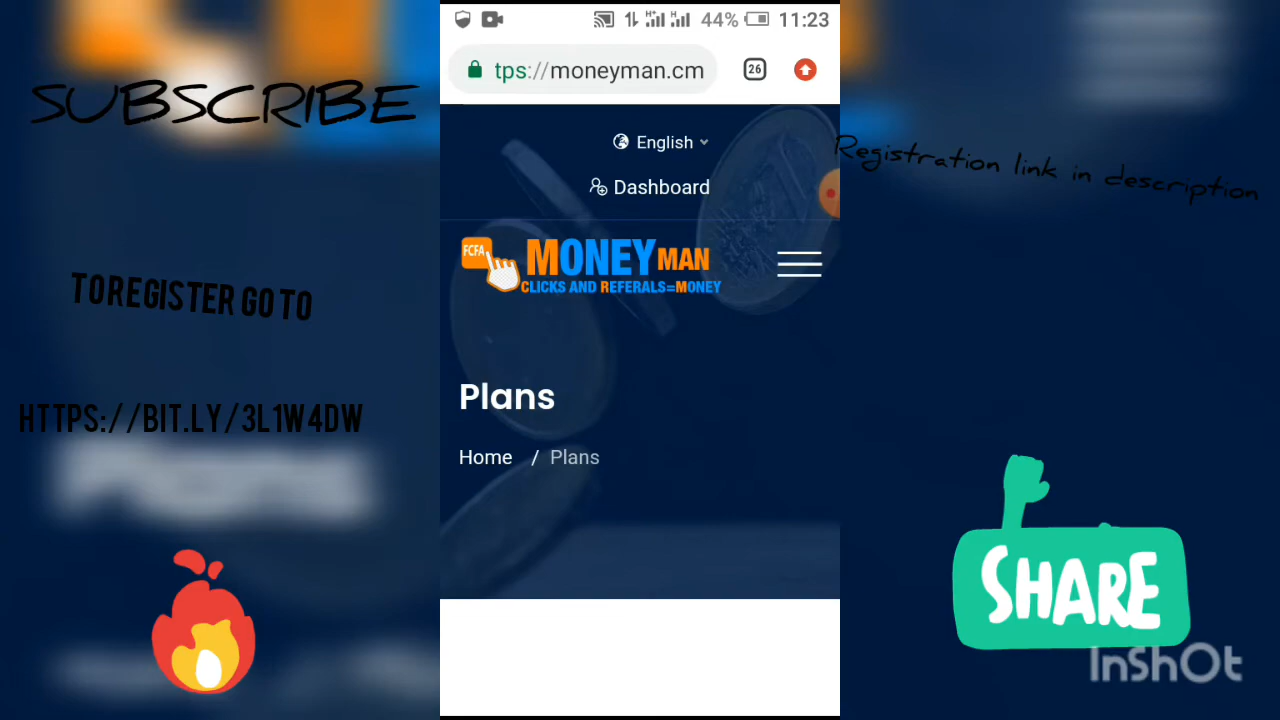 SUBSCRIBE
TO REGISTER GO TO
HTTPS://BIT.LY/3L1W4DW
44%
11:23
tps://moneyman.cm
26
English
Dashboard
FCFA
MONEY MAN
CLICKS AND REFERALS=MONEY
Plans
Home / Plans
Registration link in description
SHARE
InShOt